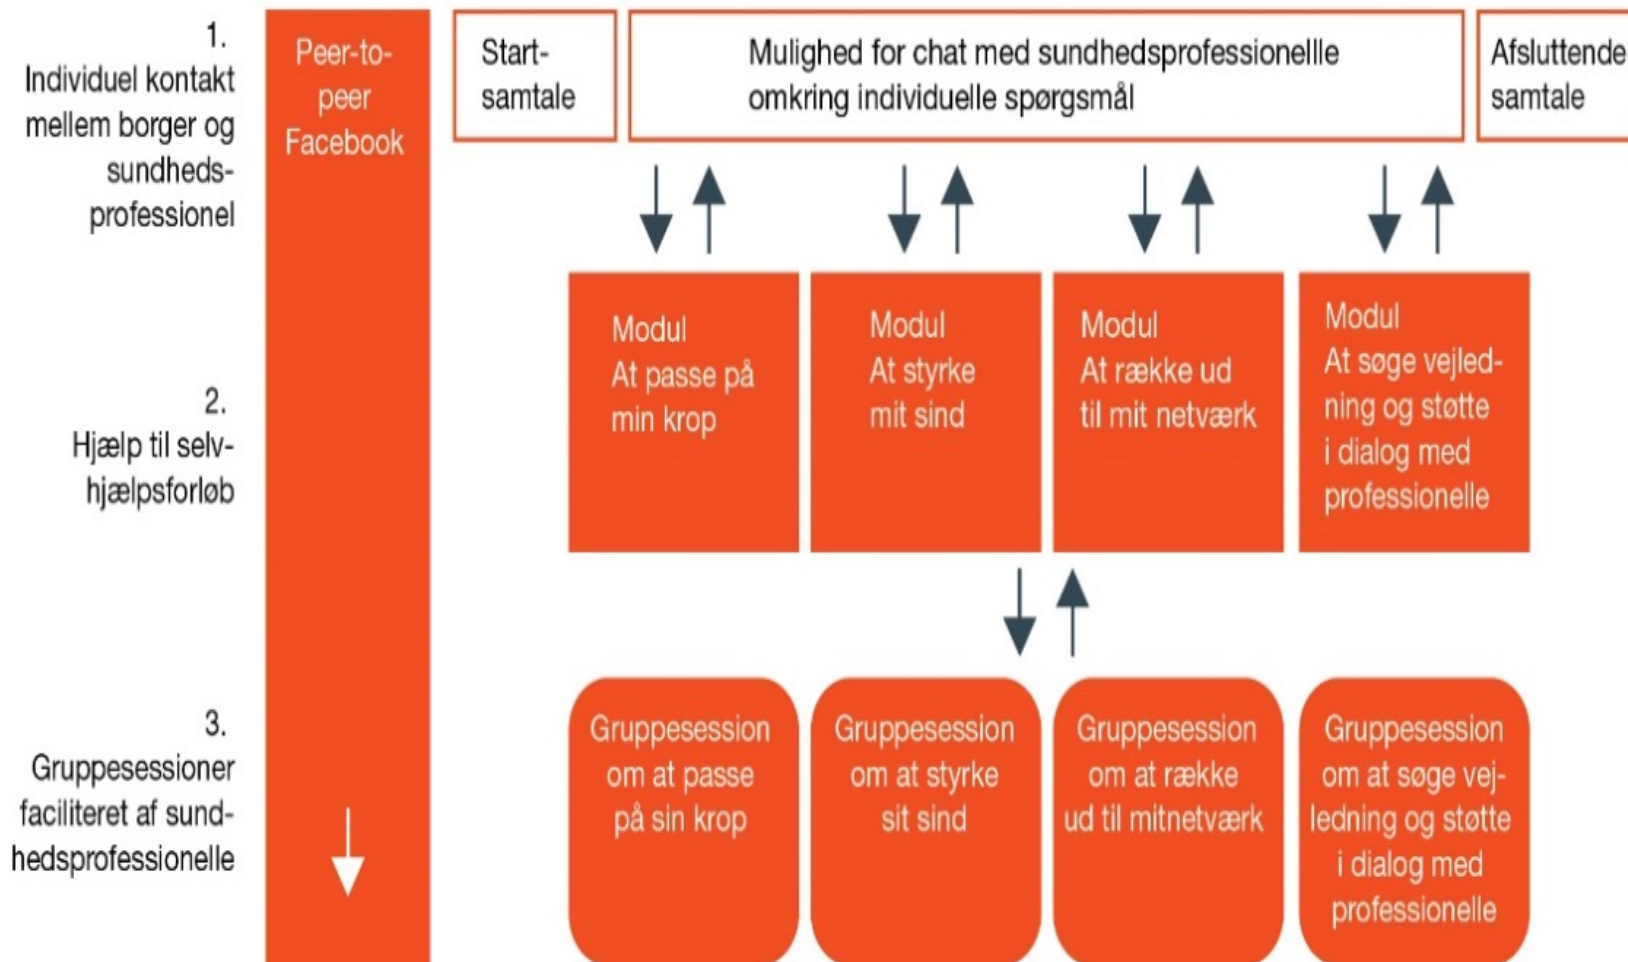 1.
Individuel kontakt
mellem borger og
sundheds-
professionel
Peer-to-
peer
Facebook
Start-
samtale
Mulighed for chat med sundhedsprofessionellle
omkring individuelle spørgsmål
Afsluttende
samtale
2.
Hjælp til selv-
hjælpsforløb
Modul
At passe på
min krop
Modul
At styrke
mit sind
Modul
At række ud
til mit netværk
Modul
At søge vejled-
ning og støtte
i dialog med
professionelle
3.
Gruppesessioner
faciliteret af sund-
hedsprofessionelle
Gruppesession
om at passe
på sin krop
Gruppesession
om at styrke
sit sind
Gruppesession
om at række
ud til mitnetværk
Gruppesession
om at søge vej-
ledning og støtte
i dialog med
professionelle